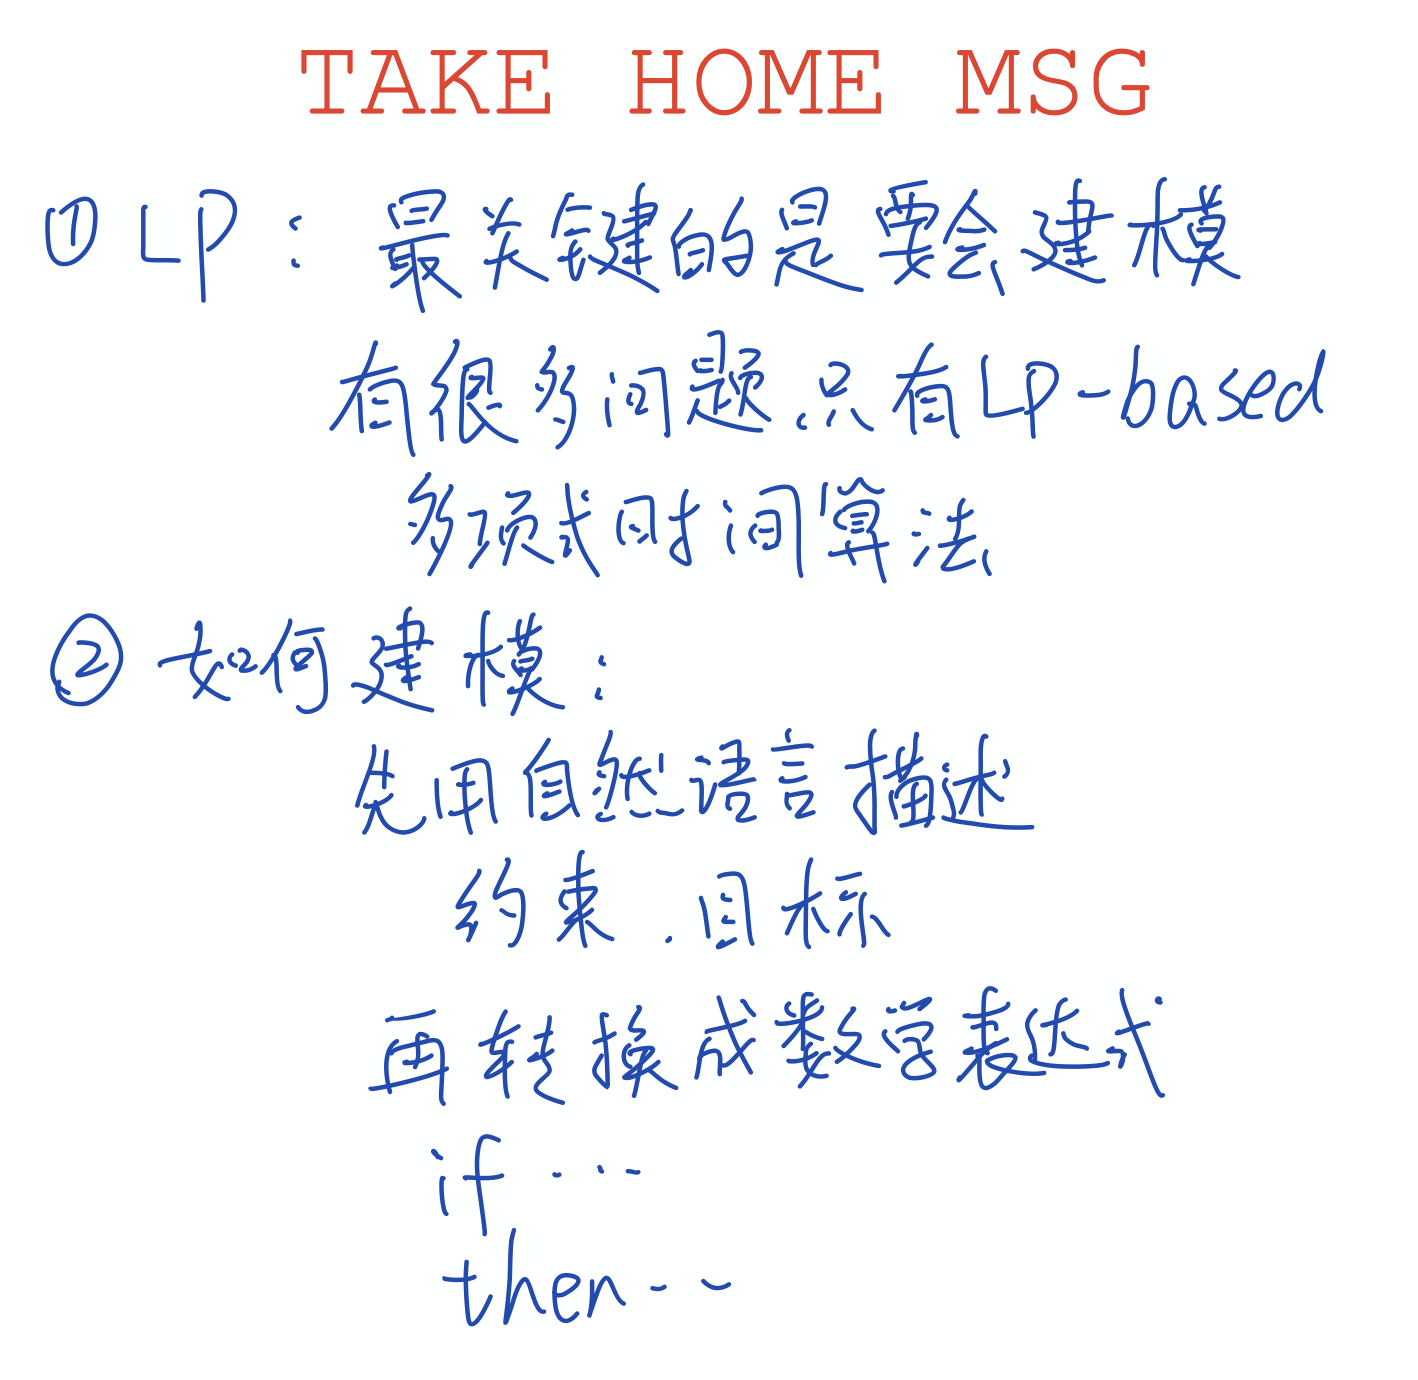 TAKE HOME MSG
① LP：最关键的是要会建模
有很多问题.只有LP-based
多项式时间算法
② 如何建模：
先用自然语言描述
约束.目标
再转换成数学表达式
if ...
then...